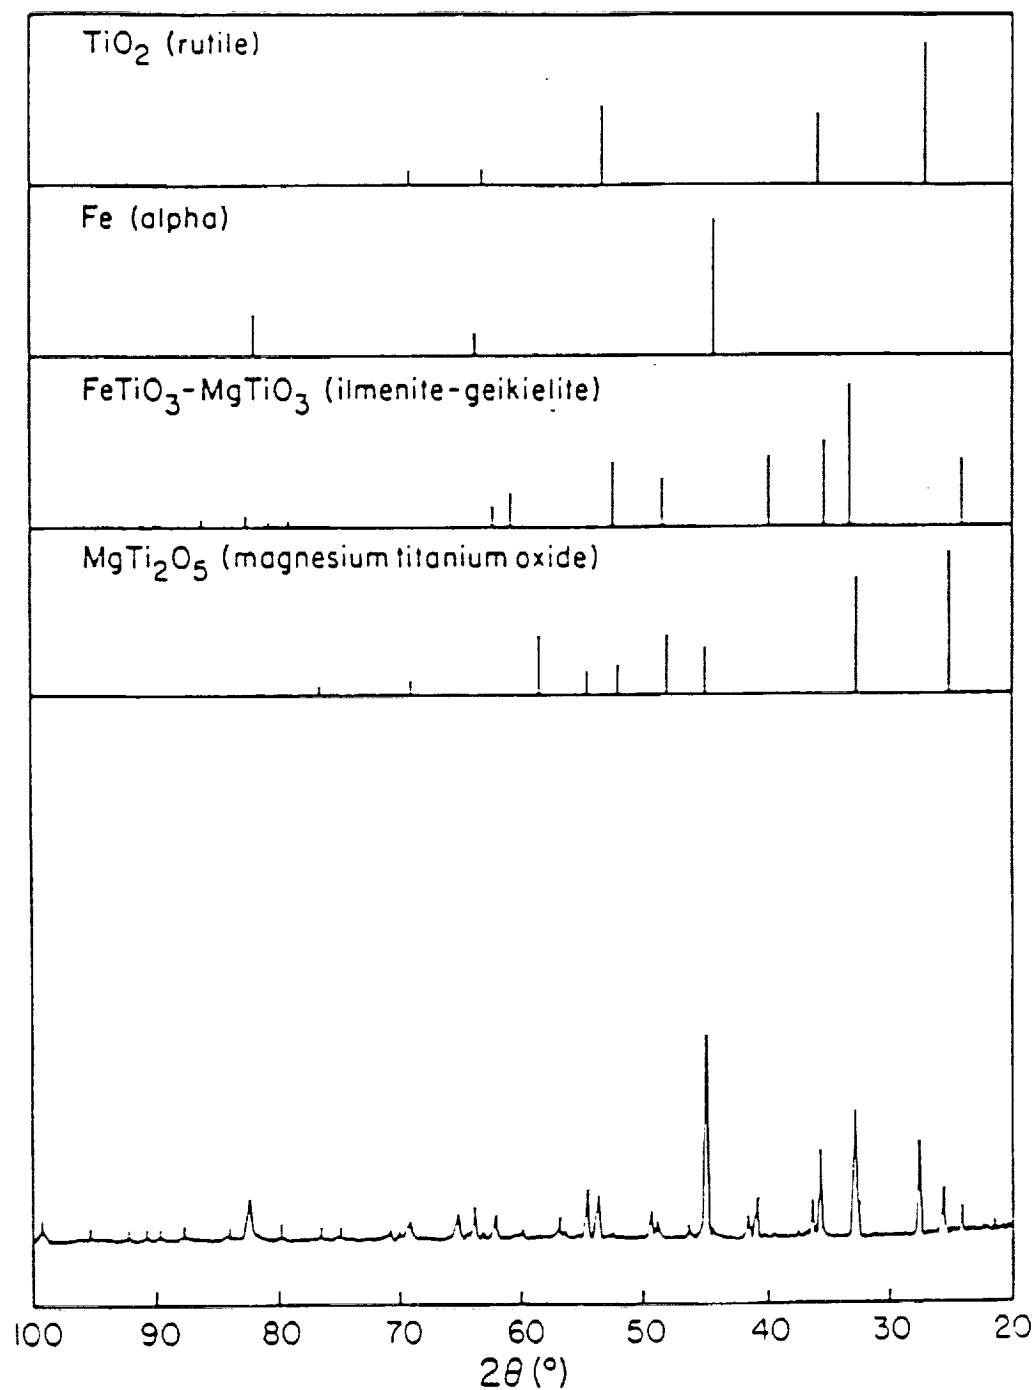 TiO2 (rutile)
Fe (alpha)
FeTiO3-MgTiO3 (ilmenite-geikielite)
MgTi2O5 (magnesium titanium oxide)
100 90 80 70 60 50 40 30 20
2θ (°)